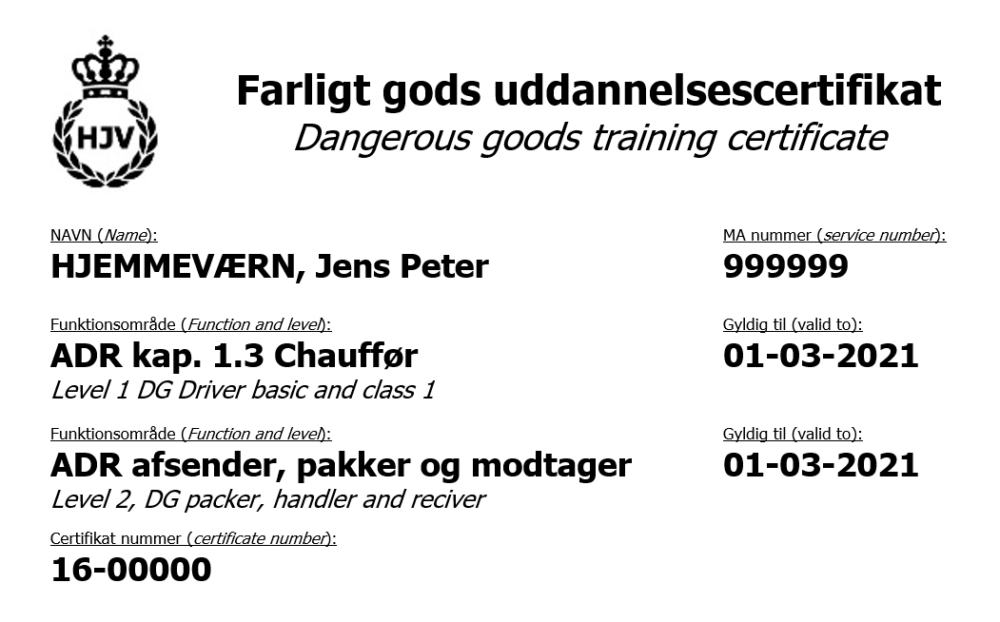 HJV
Farligt gods uddannelsescertifikat
Dangerous goods training certificate
NAVN (Name):
HJEMMEVÆRN, Jens Peter
MA nummer (service number):
999999
Funktionsområde (Function and level):
ADR kap. 1.3 Chauffør
Level 1 DG Driver basic and class 1
Gyldig til (valid to):
01-03-2021
Funktionsområde (Function and level):
ADR afsender, pakker og modtager
Level 2, DG packer, handler and reciver
Gyldig til (valid to):
01-03-2021
Certifikat nummer (certificate number):
16-00000